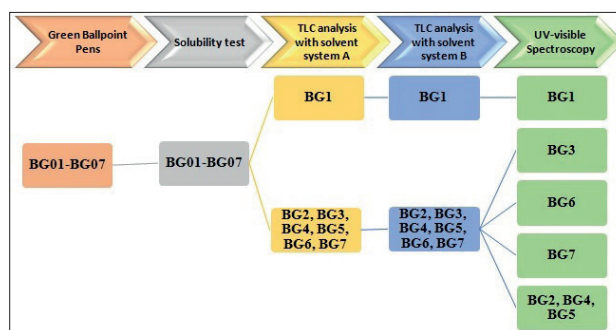 Green Ballpoint
Pens
Solubility test
TLC analysis
with solvent
system A
TLC analysis
with solvent
system B
UV-visible
Spectroscopy
BG01-BG07
BG01-BG07
BG1
BG1
BG1
BG2, BG3,
BG4, BG5,
BG6, BG7
BG2, BG3,
BG4, BG5,
BG6, BG7
BG3
BG6
BG7
BG2, BG4,
BG5